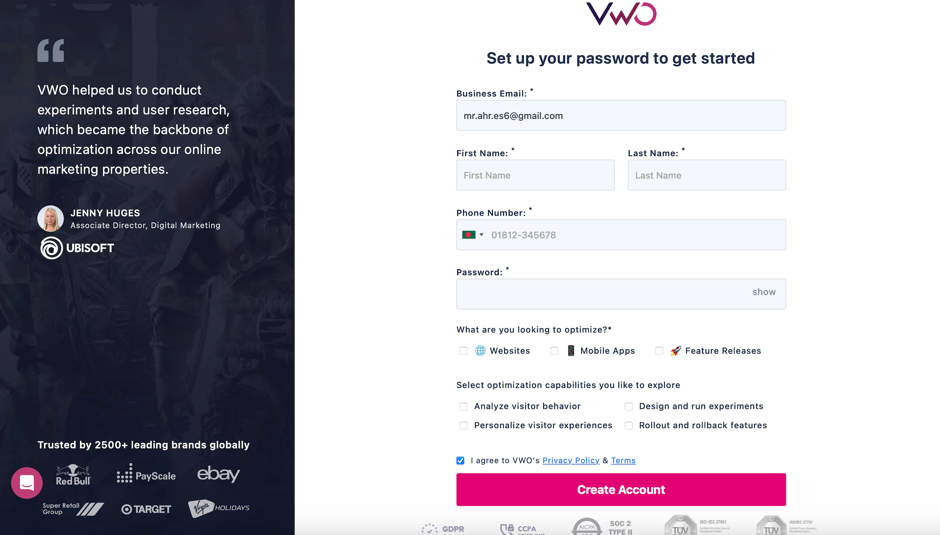 VWO helped us to conduct
experiments and user research,
which became the backbone of
optimization across our online
marketing properties.
JENNY HUGES
Associate Director, Digital Marketing
UBISOFT
Trusted by 2500+ leading brands globally
Red Bull
PayScale
ebay
Super Retail
Group
TARGET
Virgin HOLIDAYS
VWO
Set up your password to get started
Business Email: *
mr.ahr.es6@gmail.com
First Name: *
Last Name: *
First Name
Last Name
Phone Number: *
01812-345678
Password: *
show
What are you looking to optimize?*
Websites
Mobile Apps
Feature Releases
Select optimization capabilities you like to explore
Analyze visitor behavior
Design and run experiments
Personalize visitor experiences
Rollout and rollback features
I agree to VWO's Privacy Policy & Terms
Create Account
GDPR
CCPA
AICPA
SOC 2
TYPE II
TÜV
TÜV